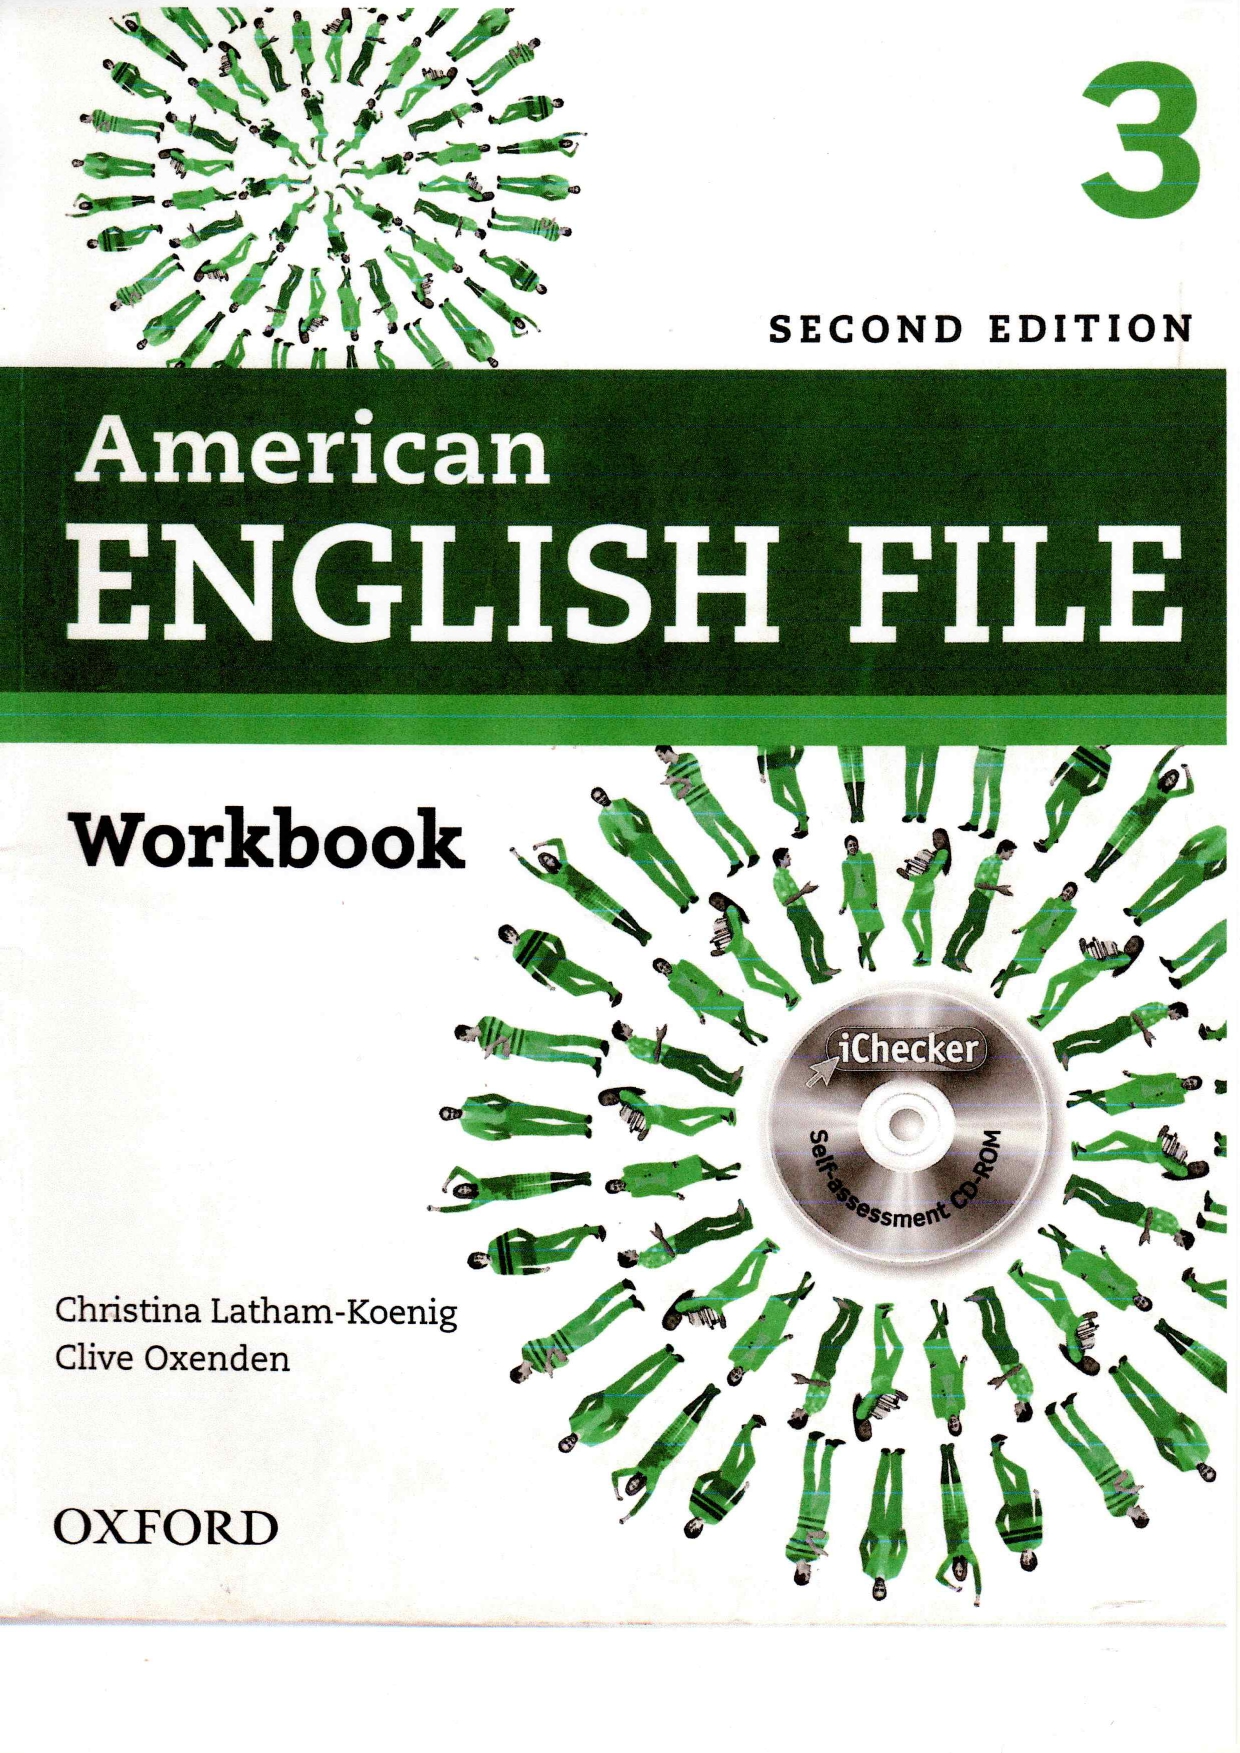 3
SECOND EDITION
American
ENGLISH FILE
Workbook
iChecker
Self-assessment CD-ROM
Christina Latham-Koenig
Clive Oxenden
OXFORD